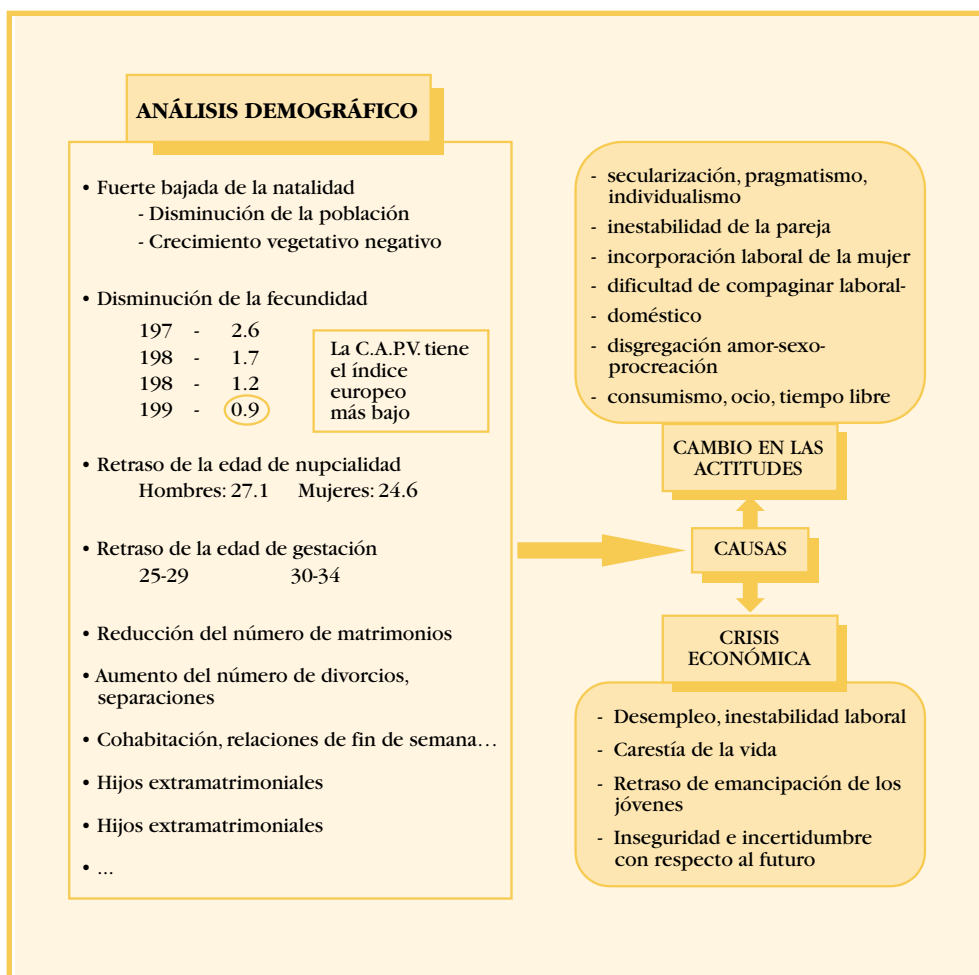 ANÁLISIS DEMOGRÁFICO
• Fuerte bajada de la natalidad
- Disminución de la población
- Crecimiento vegetativo negativo
• Disminución de la fecundidad
197 - 2.6
198 - 1.7
198 - 1.2
199 - 0.9
La C.A.P.V. tiene
el índice
europeo
más bajo
• Retraso de la edad de nupcialidad
Hombres: 27.1 Mujeres: 24.6
• Retraso de la edad de gestación
25-29 30-34
• Reducción del número de matrimonios
• Aumento del número de divorcios,
separaciones
• Cohabitación, relaciones de fin de semana…
• Hijos extramatrimoniales
• Hijos extramatrimoniales
• ...
- secularización, pragmatismo,
individualismo
- inestabilidad de la pareja
- incorporación laboral de la mujer
- dificultad de compaginar laboral-
- doméstico
- disgregación amor-sexo-
procreación
- consumismo, ocio, tiempo libre
CAMBIO EN LAS
ACTITUDES
CAUSAS
CRISIS
ECONÓMICA
- Desempleo, inestabilidad laboral
- Carestía de la vida
- Retraso de emancipación de los
jóvenes
- Inseguridad e incertidumbre
con respecto al futuro